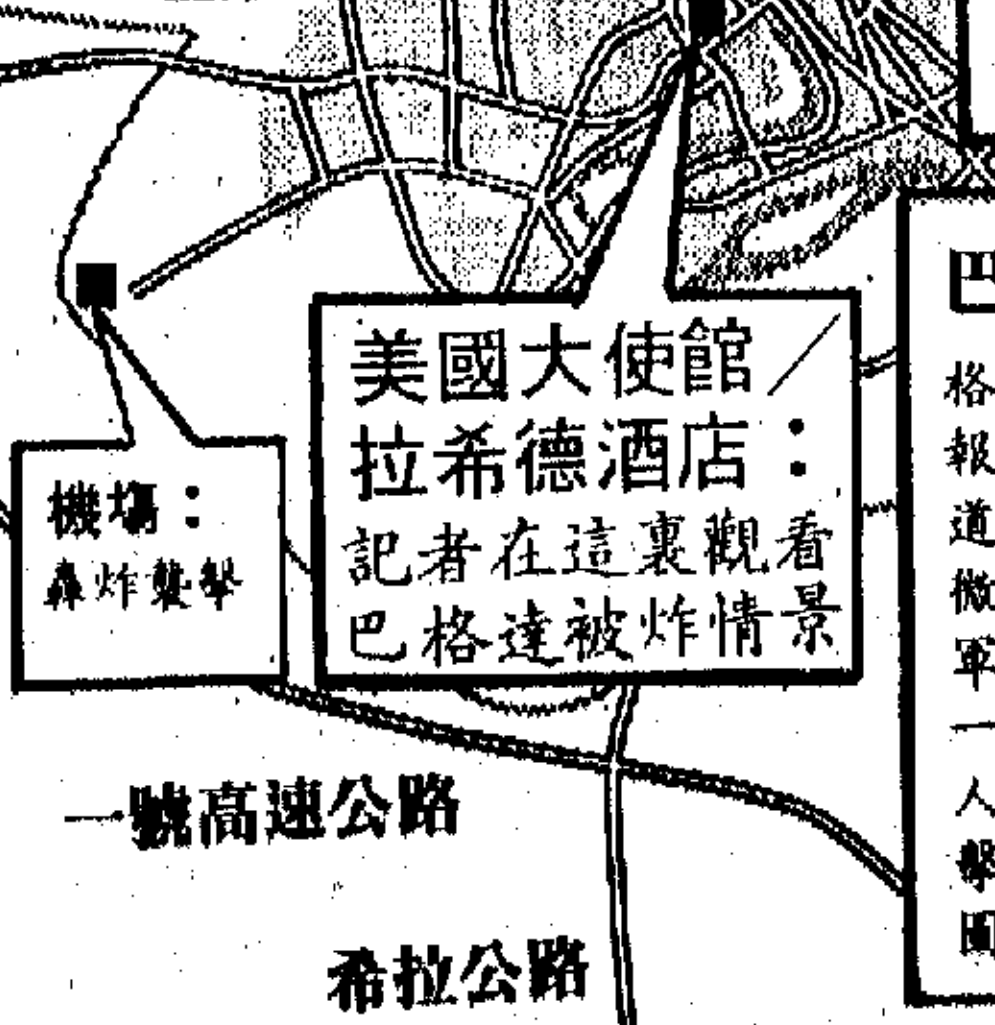 美國大使館／
拉希德酒店：
記者在這裏觀看
巴格達被炸情景
機場：
轟炸襲擊
一號高速公路
希拉公路
格
報
道
微
軍
一
人
擊
圖